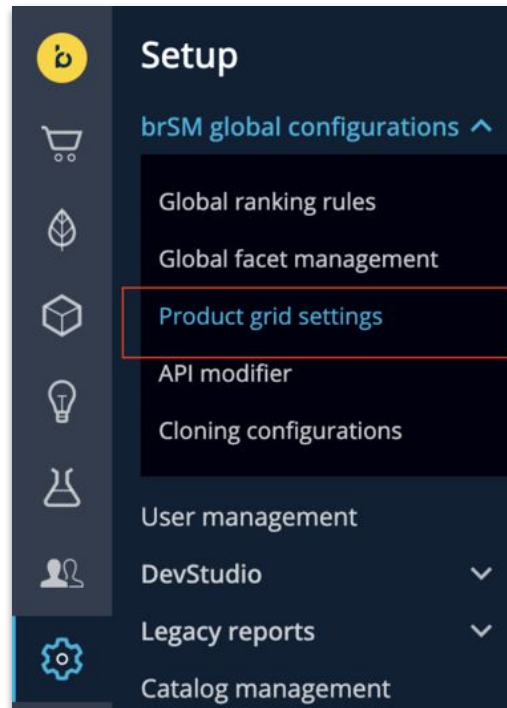 Setup
brSM global configurations
Global ranking rules
Global facet management
Product grid settings
API modifier
Cloning configurations
User management
DevStudio
Legacy reports
Catalog management